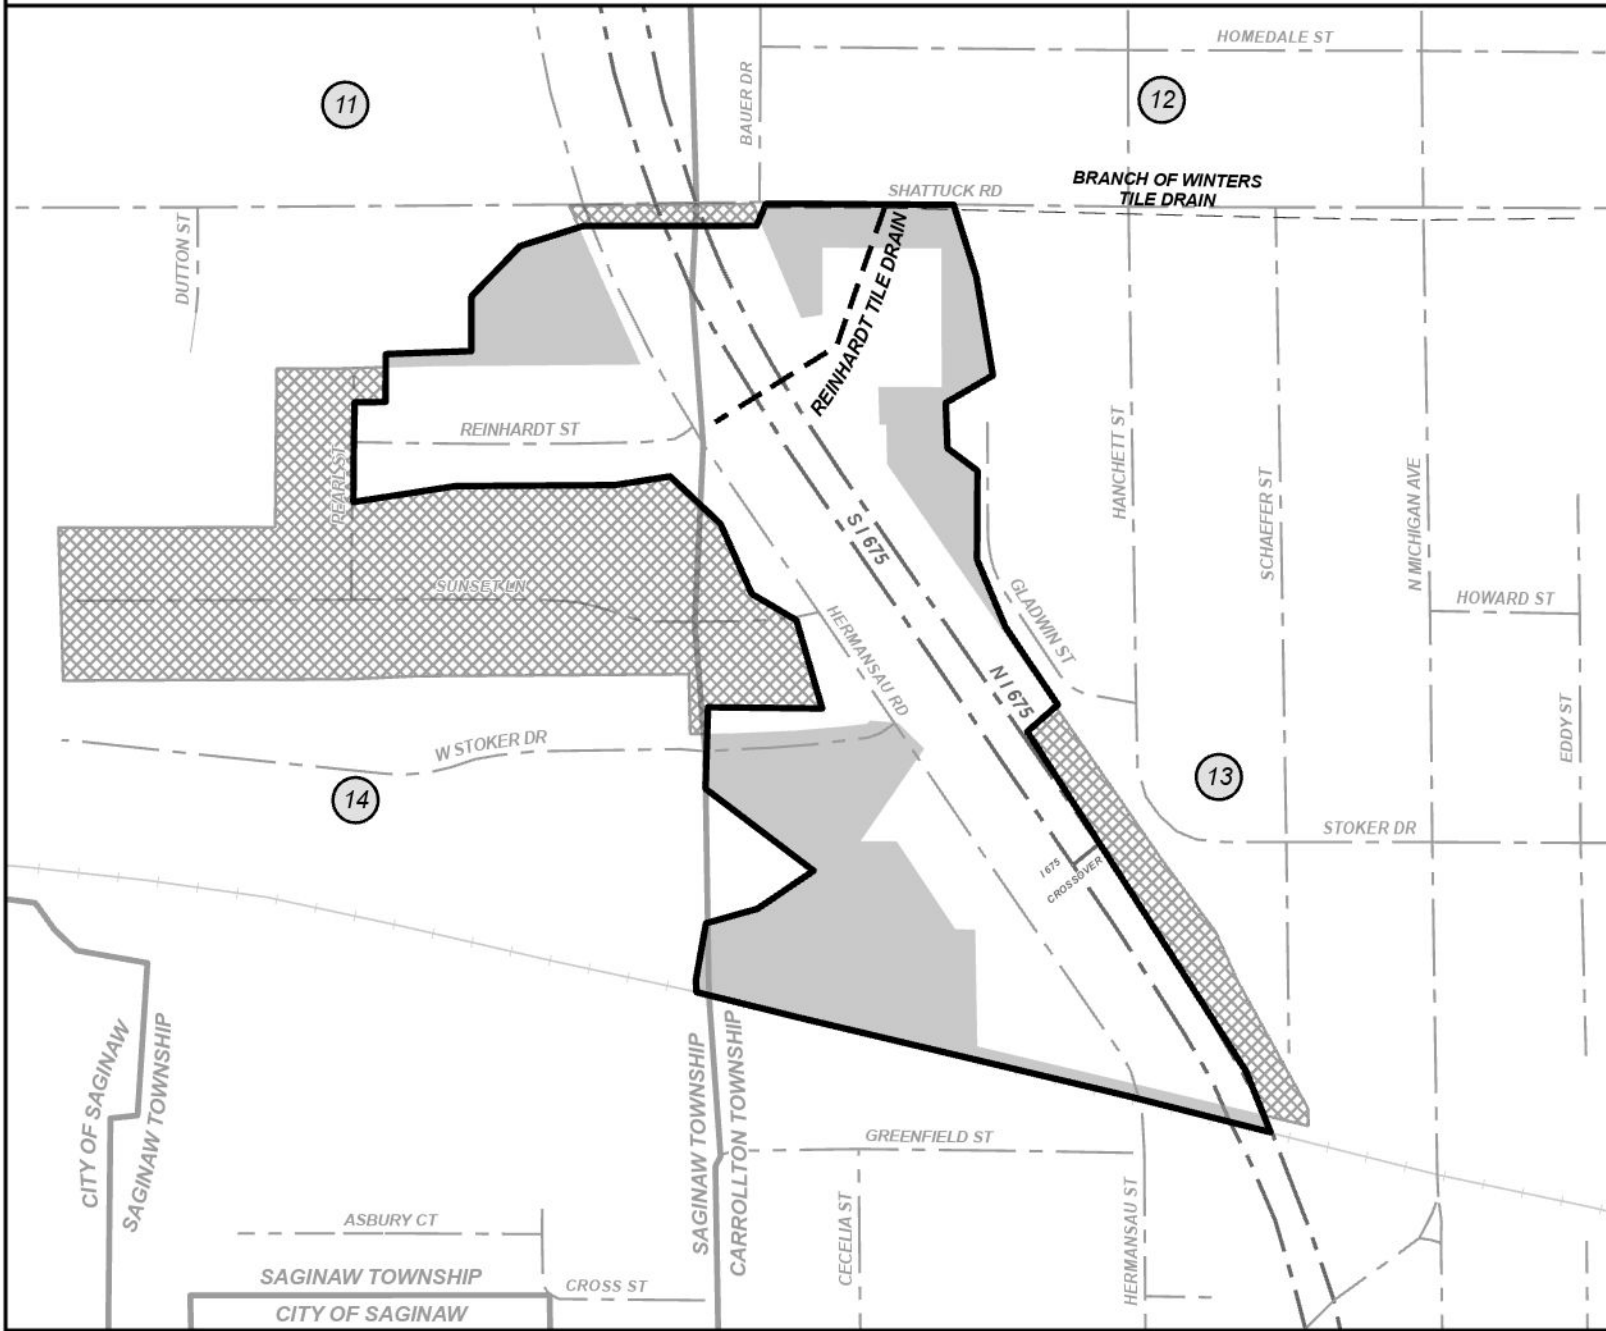 HOMEDALE ST
11
12
BAUER DR
BRANCH OF WINTERS
TILE DRAIN
SHATTUCK RD
DUTTON ST
REINHARDT TILE DRAIN
REINHARDT ST
PEARL ST
HANCHETT ST
SCHAEFER ST
N MICHIGAN AVE
S I 675
SUNSET LN
HERMANSAU RD
GLADWIN ST
HOWARD ST
N I 675
EDDY ST
W STOKER DR
14
13
STOKER DR
I 675
CROSSOVER
CITY OF SAGINAW
SAGINAW TOWNSHIP
SAGINAW TOWNSHIP
CARROLLTON TOWNSHIP
GREENFIELD ST
CECELIA ST
HERMANSAU ST
ASBURY CT
SAGINAW TOWNSHIP
CITY OF SAGINAW
CROSS ST